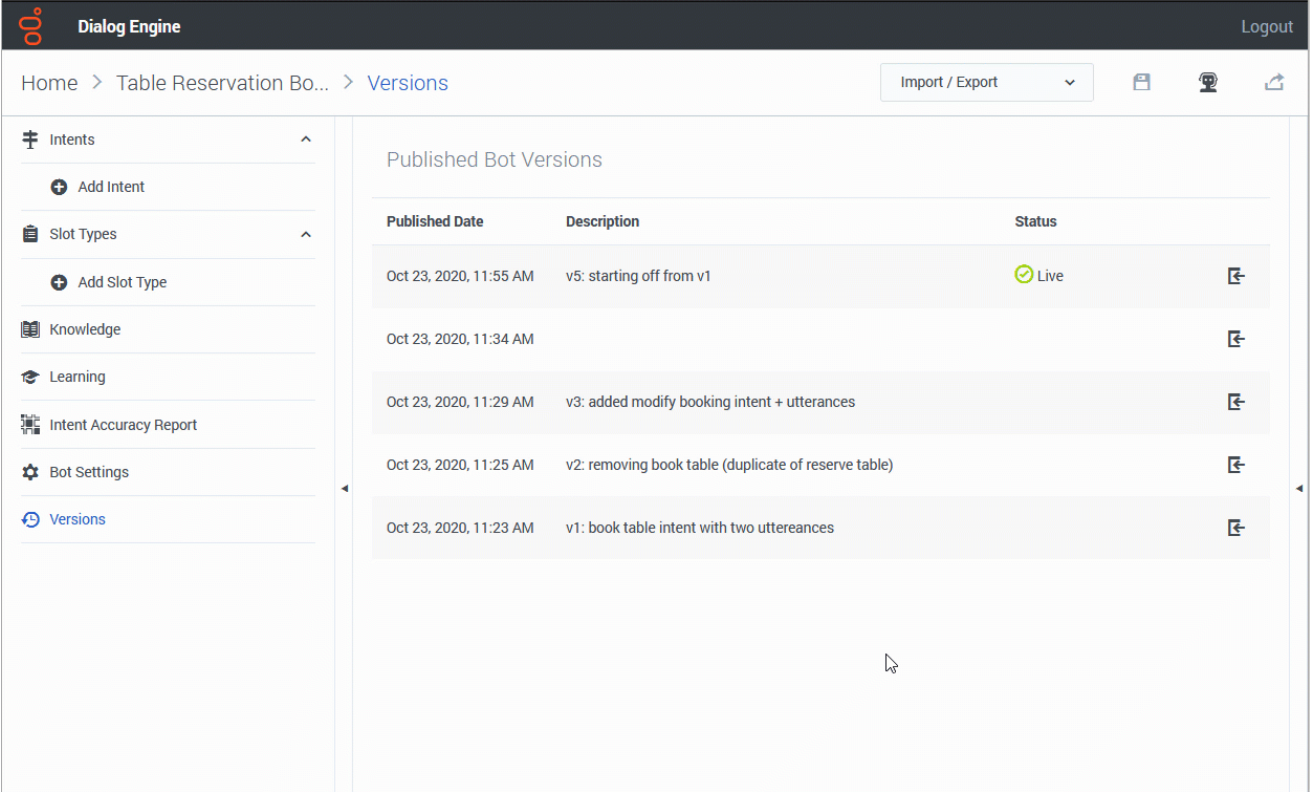 Dialog Engine
Logout
Home > Table Reservation Bo... > Versions
Import / Export
Intents
Add Intent
Slot Types
Add Slot Type
Knowledge
Learning
Intent Accuracy Report
Bot Settings
Versions
Published Bot Versions
Published Date Description Status
Oct 23, 2020, 11:55 AM v5: starting off from v1 Live
Oct 23, 2020, 11:34 AM
Oct 23, 2020, 11:29 AM v3: added modify booking intent + utterances
Oct 23, 2020, 11:25 AM v2: removing book table (duplicate of reserve table)
Oct 23, 2020, 11:23 AM v1: book table intent with two uttereances